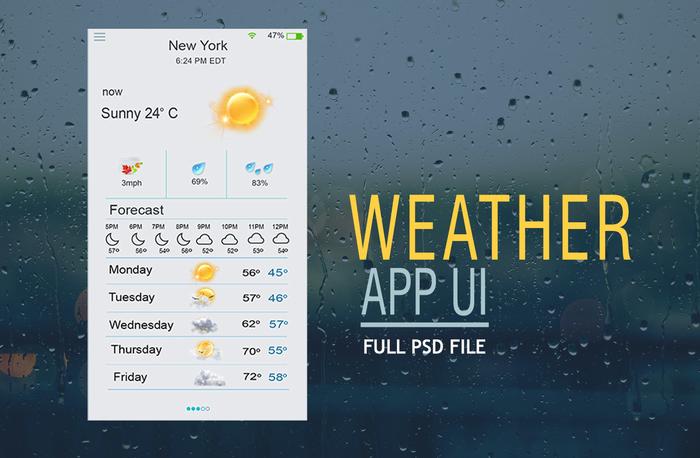 47%
New York
6:24 PM EDT
now
Sunny 24° C
3mph
69%
83%
Forecast
5PM 6PM 7PM 8PM 9PM 10PM 11PM 12PM
57° 56° 54° 56° 52° 52° 53° 54°
Monday 56° 45°
Tuesday 57° 46°
Wednesday 62° 57°
Thursday 70° 55°
Friday 72° 58°
WEATHER
APP UI
FULL PSD FILE